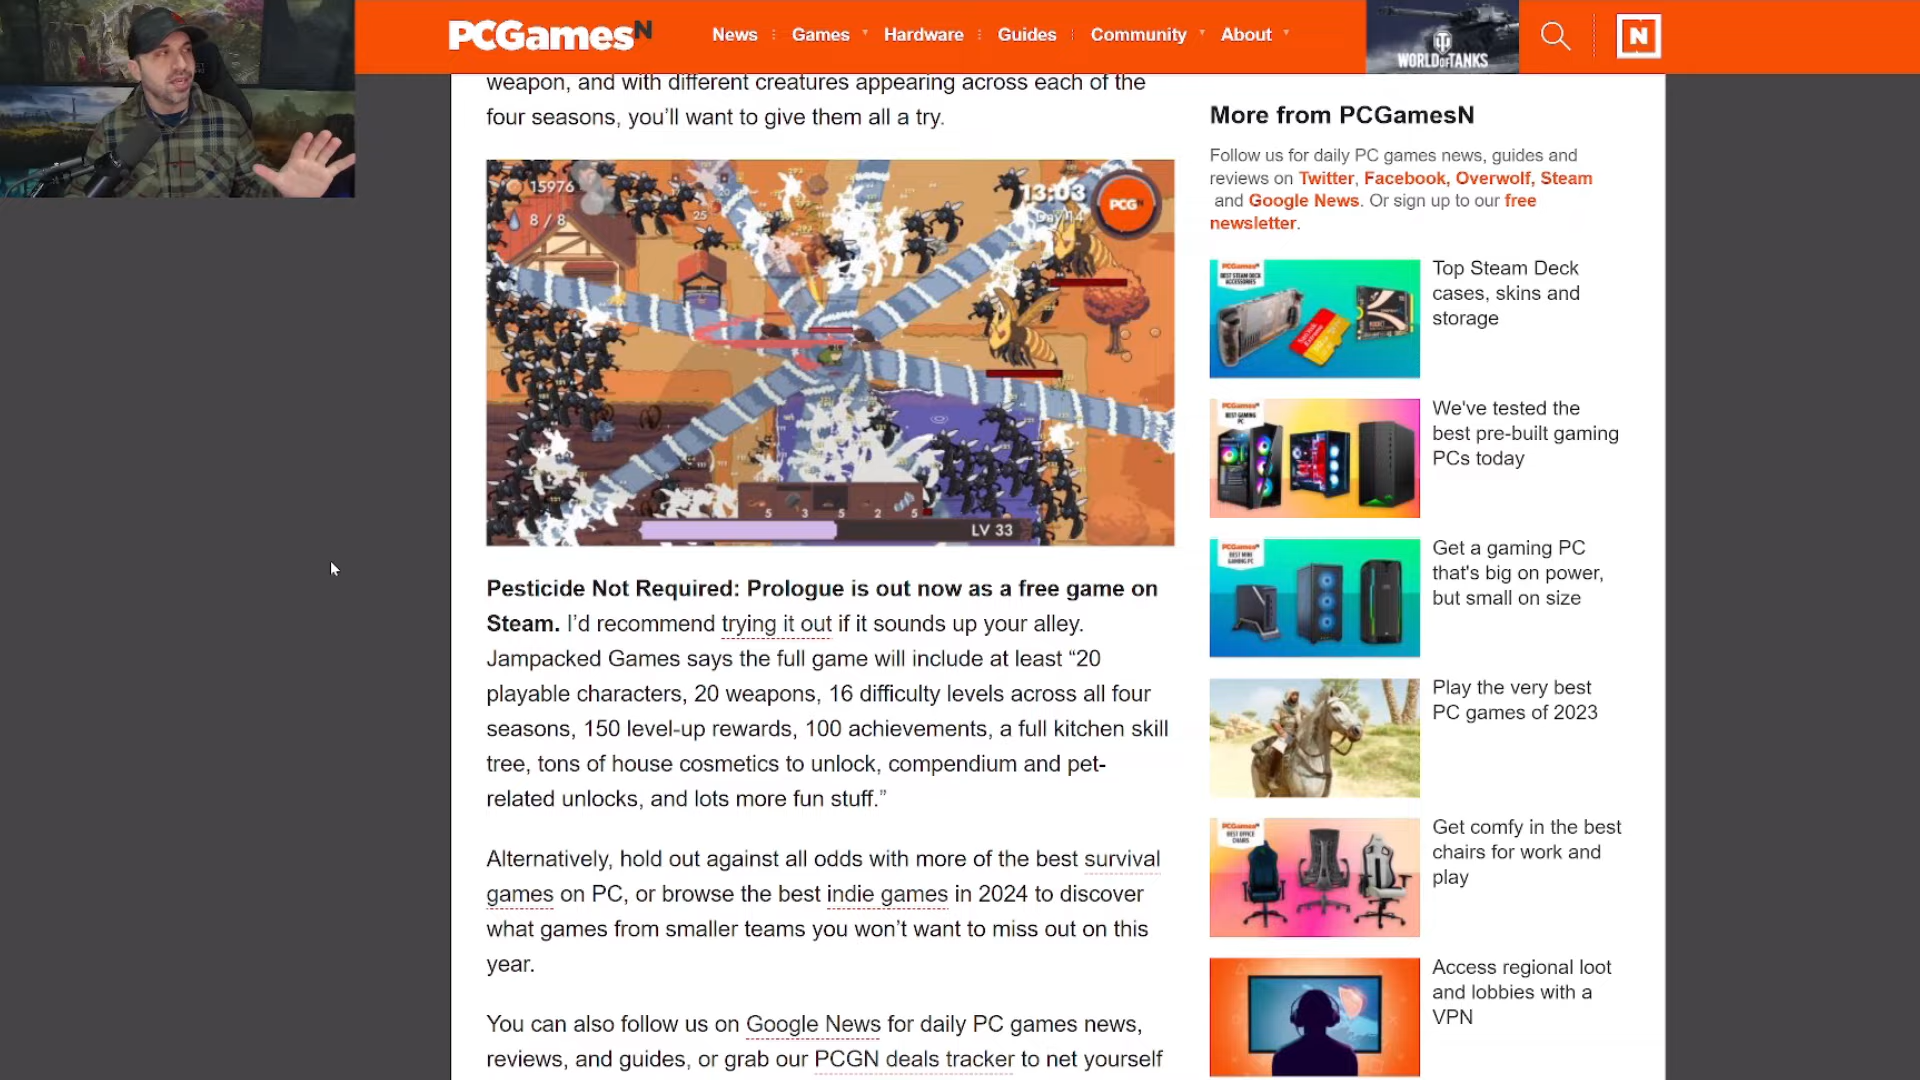 PCGamesN
News
Games
Hardware
Guides
Community
About
WORLD OF TANKS
N
weapon, and with different creatures appearing across each of the
four seasons, you'll want to give them all a try.
15976
8 / 8
20
25
13:03
Day 14
PCGN
5 3 5 2 5
LV 33
Pesticide Not Required: Prologue is out now as a free game on
Steam. I'd recommend trying it out if it sounds up your alley.
Jampacked Games says the full game will include at least “20
playable characters, 20 weapons, 16 difficulty levels across all four
seasons, 150 level-up rewards, 100 achievements, a full kitchen skill
tree, tons of house cosmetics to unlock, compendium and pet-
related unlocks, and lots more fun stuff.”
Alternatively, hold out against all odds with more of the best survival
games on PC, or browse the best indie games in 2024 to discover
what games from smaller teams you won't want to miss out on this
year.
You can also follow us on Google News for daily PC games news,
reviews, and guides, or grab our PCGN deals tracker to net yourself
More from PCGamesN
Follow us for daily PC games news, guides and
reviews on Twitter, Facebook, Overwolf, Steam
and Google News. Or sign up to our free
newsletter.
PCGamesN
BEST STEAM DECK
ACCESSORIES
Top Steam Deck
cases, skins and
storage
PCGamesN
BEST GAMING
PC
We've tested the
best pre-built gaming
PCs today
PCGamesN
BEST MINI
GAMING PC
Get a gaming PC
that's big on power,
but small on size
Play the very best
PC games of 2023
PCGamesN
BEST OFFICE
CHAIRS
Get comfy in the best
chairs for work and
play
Access regional loot
and lobbies with a
VPN